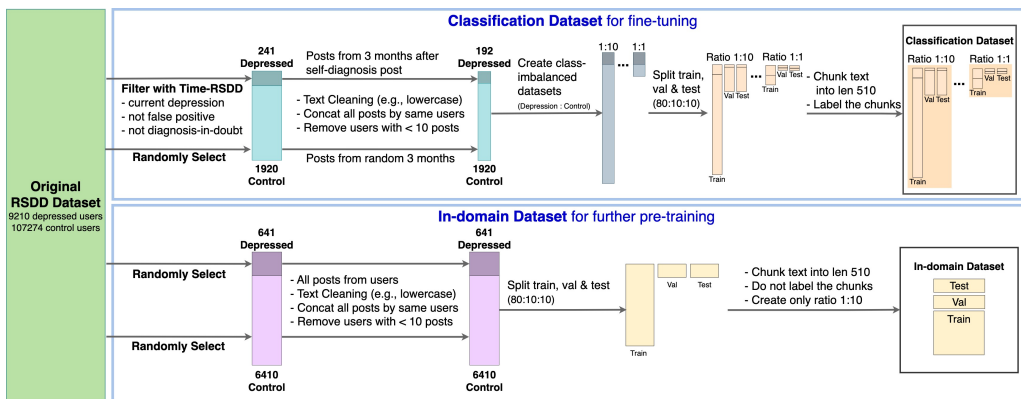 Classification Dataset for fine-tuning
241
Depressed
Posts from 3 months after
self-diagnosis post
192
Depressed
Filter with Time-RSDD
- current depression
- not false positive
- not diagnosis-in-doubt
- Text Cleaning (e.g., lowercase)
- Concat all posts by same users
- Remove users with < 10 posts
Randomly Select
Posts from random 3 months
1920
Control
1920
Control
Create class-
imbalanced
datasets
(Depression : Control)
1:10
...
1:1
Split train,
val & test
(80:10:10)
Ratio 1:10
Ratio 1:1
...
Val Test
Train
Val Test
Train
- Chunk text
into len 510
- Label the chunks
Classification Dataset
Ratio 1:10
Ratio 1:1
...
Val Test
Train
Val Test
Train
Original
RSDD Dataset
9210 depressed users
107274 control users
In-domain Dataset for further pre-training
641
Depressed
641
Depressed
Randomly Select
- All posts from users
- Text Cleaning (e.g., lowercase)
- Concat all posts by same users
- Remove users with < 10 posts
Randomly Select
6410
Control
6410
Control
Split train, val & test
(80:10:10)
Val
Test
Train
- Chunk text into len 510
- Do not label the chunks
- Create only ratio 1:10
In-domain Dataset
Test
Val
Train